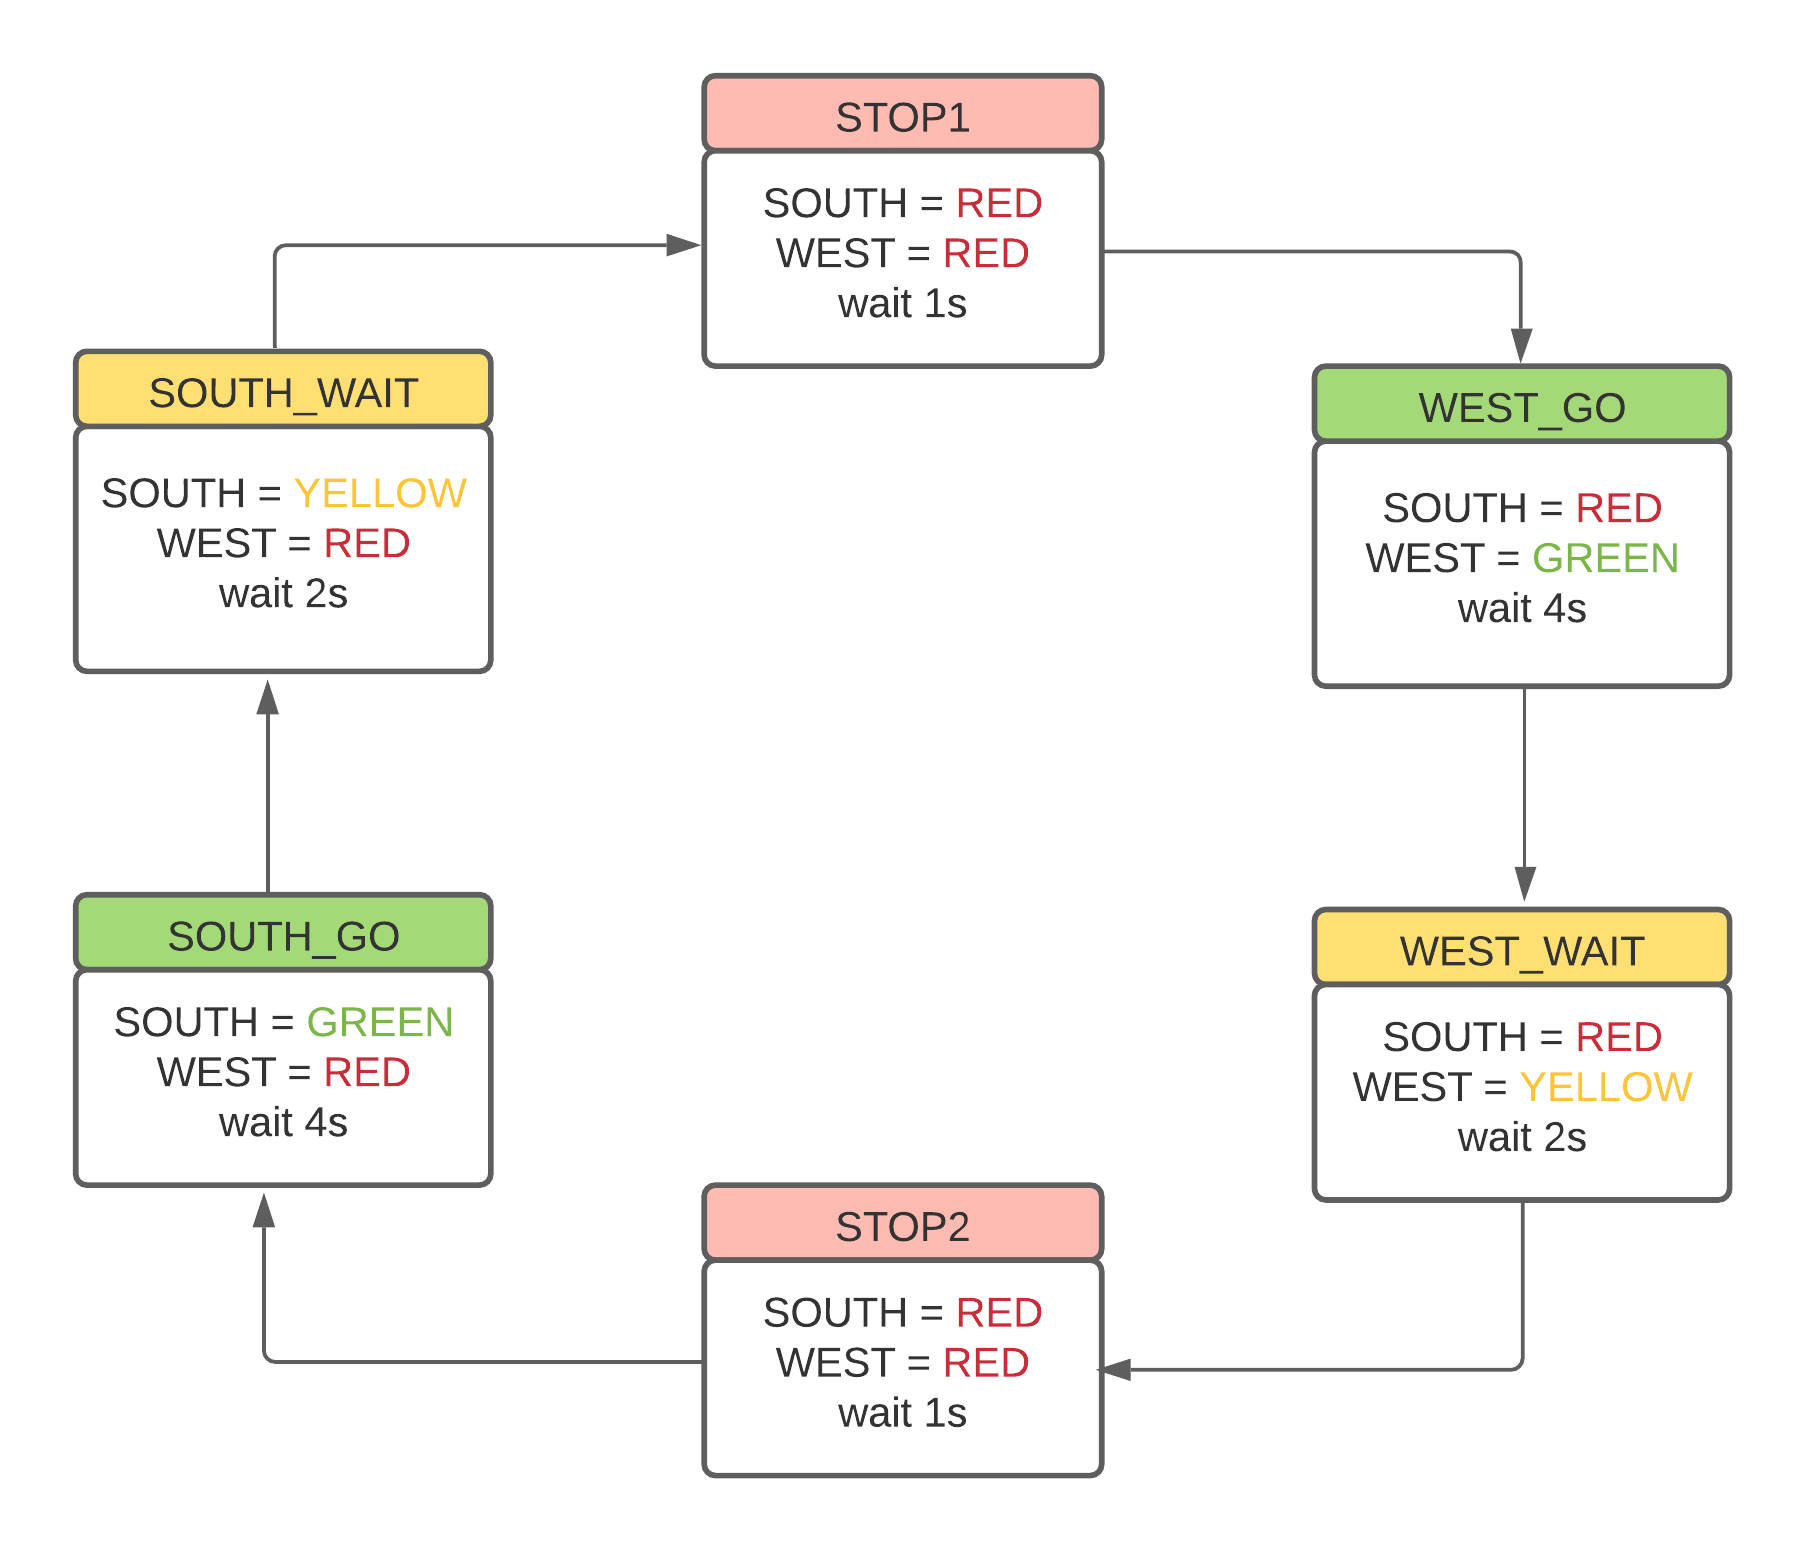 STOP1
SOUTH = RED
WEST = RED
wait 1s
WEST_GO
SOUTH = RED
WEST = GREEN
wait 4s
WEST_WAIT
SOUTH = RED
WEST = YELLOW
wait 2s
STOP2
SOUTH = RED
WEST = RED
wait 1s
SOUTH_GO
SOUTH = GREEN
WEST = RED
wait 4s
SOUTH_WAIT
SOUTH = YELLOW
WEST = RED
wait 2s